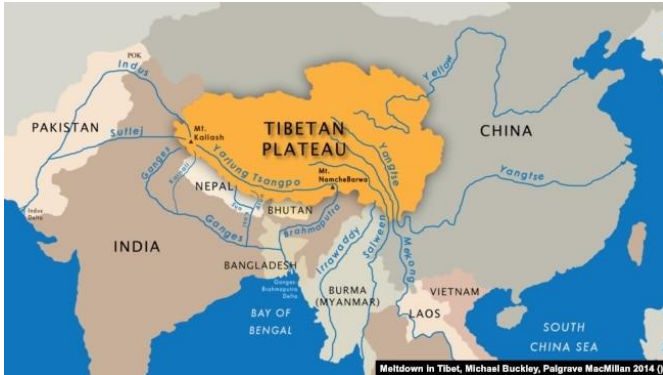 POK
Indus
Yellow
PAKISTAN
Sutlej
Mt.
Kailash
TIBETAN
PLATEAU
CHINA
Ganges
Yarlung Tsangpo
Mt.
NamcheBarwa
Yangtse
Yangtse
NEPAL
BHUTAN
Indus
Delta
Ganges
Brahmaputra
INDIA
BANGLADESH
Irrawaddy
Salween
Mekong
Ganges-
Brahmaputra
Delta
BURMA
(MYANMAR)
VIETNAM
LAOS
BAY OF
BENGAL
SOUTH
CHINA SEA
Meltdown in Tibet, Michael Buckley, Palgrave MacMillan 2014 (